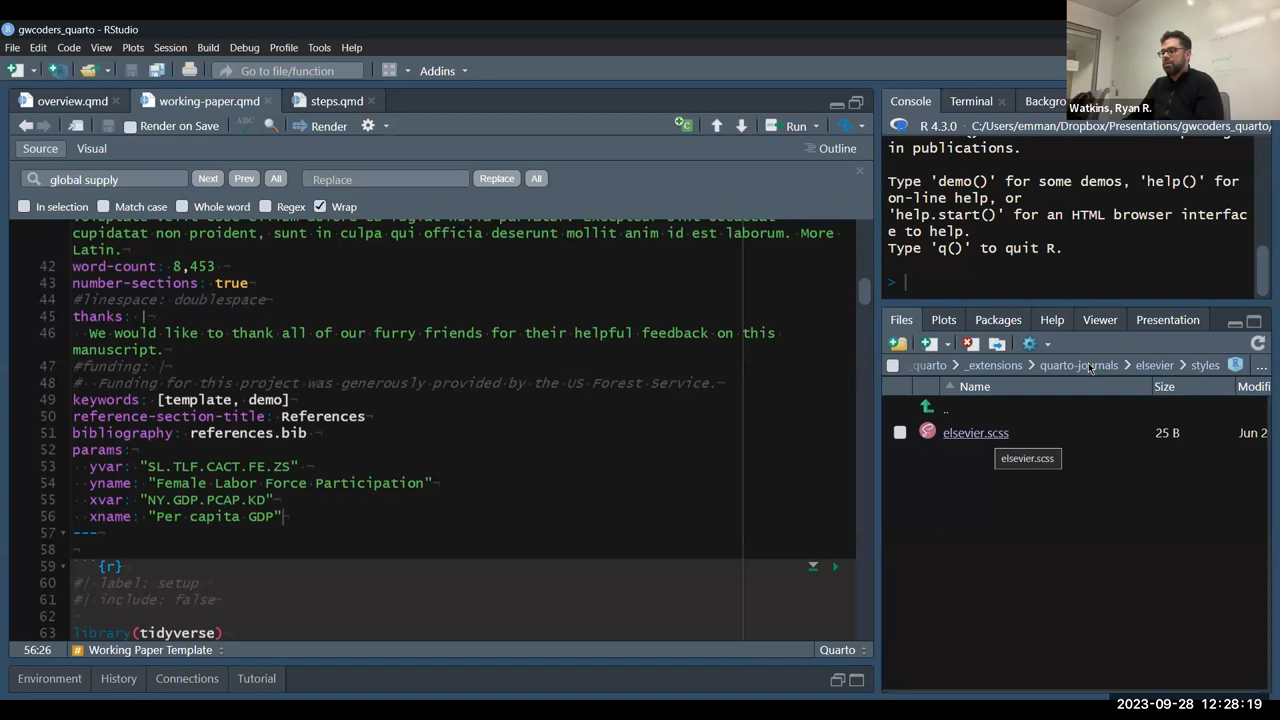 gwcoders_quarto - RStudio
File Edit Code View Plots Session Build Debug Profile Tools Help
Go to file/function
Addins
overview.qmd
working-paper.qmd
steps.qmd
Render on Save
ABC
Render
Run
Source
Visual
Outline
global supply
Next
Prev
All
Replace
Replace
All
In selection
Match case
Whole word
Regex
Wrap
cupidatat non proident, sunt in culpa qui officia deserunt mollit anim id est laborum. More
Latin.
42 word-count: 8,453
43 number-sections: true
44 #linespace: doublespace
45 thanks: |
46 We would like to thank all of our furry friends for their helpful feedback on this
manuscript.
47 #funding: |
48 # Funding for this project was generously provided by the US Forest Service.
49 keywords: [template, demo]
50 reference-section-title: References
51 bibliography: references.bib
52 params:
53 yvar: "SL.TLF.CACT.FE.ZS"
54 yname: "Female Labor Force Participation"
55 xvar: "NY.GDP.PCAP.KD"
56 xname: "Per capita GDP"
57 ---
58
59 ```{r}
60 #| label: setup
61 #| include: false
62
63 library(tidyverse)
56:26
# Working Paper Template
Quarto
Environment History Connections Tutorial
Watkins, Ryan R.
Console Terminal Backgro
R 4.3.0 · C:/Users/emman/Dropbox/Presentations/gwcoders_quarto/
in publications.
Type 'demo()' for some demos, 'help()' for
on-line help, or
'help.start()' for an HTML browser interfac
e to help.
Type 'q()' to quit R.
>
Files Plots Packages Help Viewer Presentation
quarto > _extensions > quarto-journals > elsevier > styles
...
Name Size Modifi
..
elsevier.scss 25 B Jun 2
elsevier.scss
2023-09-28 12:28:19